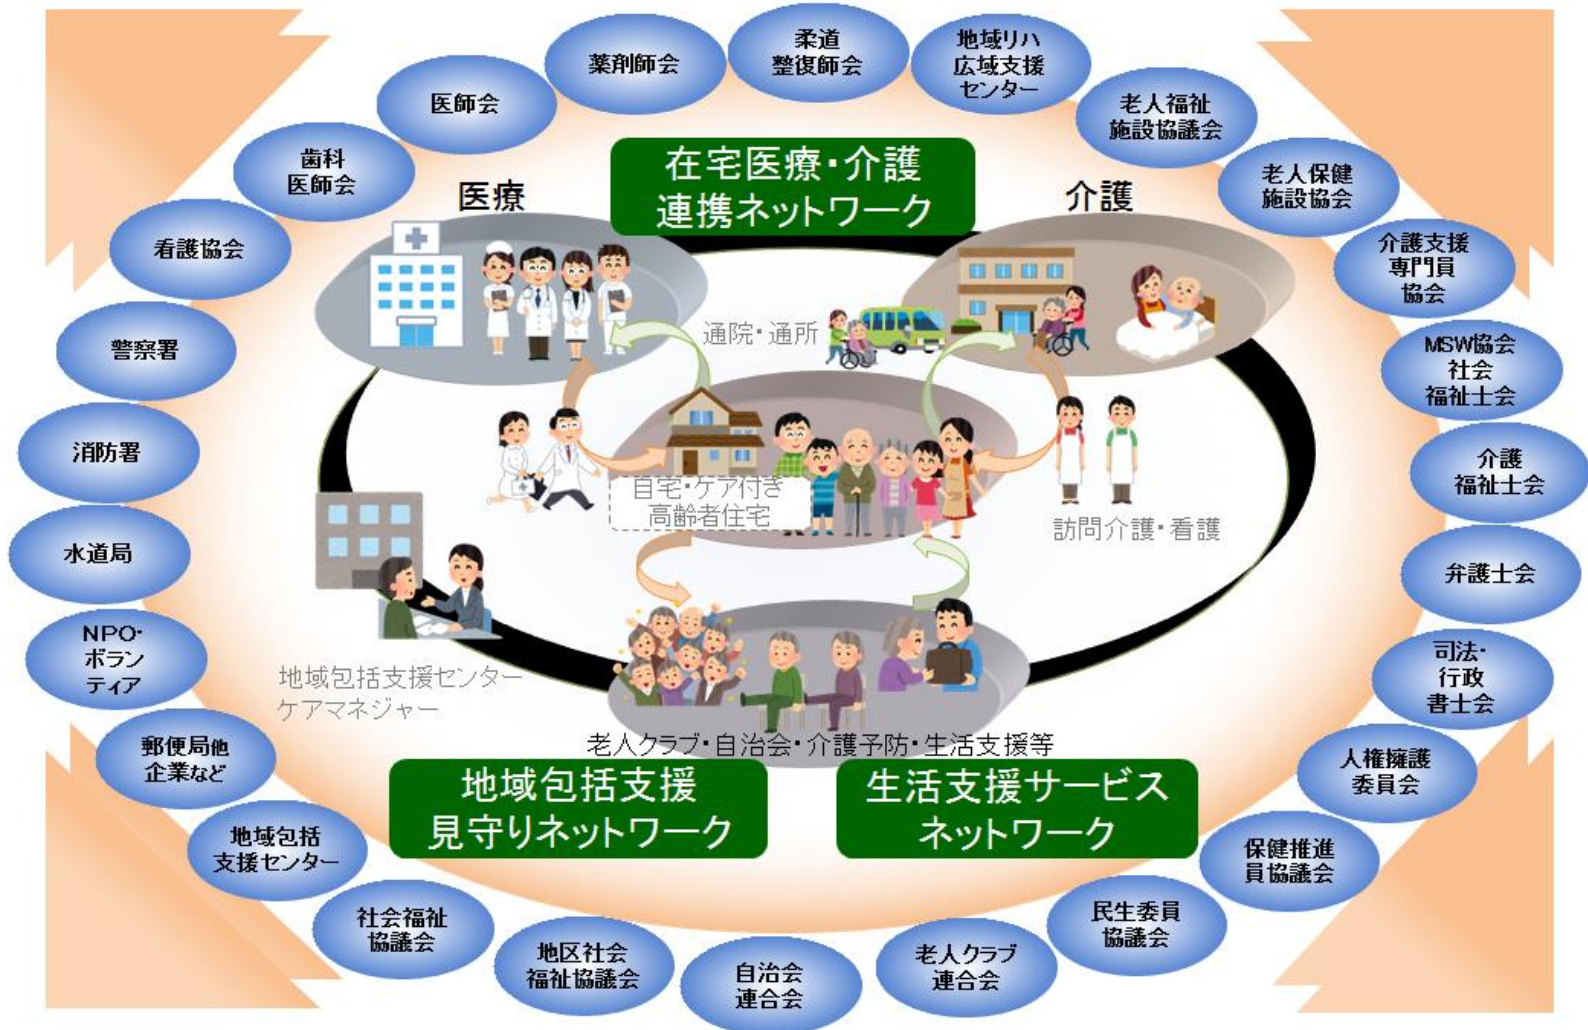 柔道
整復師会
地域リハ
広域支援
センター
老人福祉
施設協議会
老人保健
施設協会
介護支援
専門員
協会
MSW協会
社会
福祉士会
介護
福祉士会
弁護士会
司法・
行政
書士会
人権擁護
委員会
保健推進
員協議会
民生委員
協議会
老人クラブ
連合会
自治会
連合会
地区社会
福祉協議会
社会福祉
協議会
地域包括
支援センター
郵便局他
企業など
NPO・
ボラン
ティア
水道局
消防署
警察署
看護協会
歯科
医師会
医師会
薬剤師会
在宅医療・介護
連携ネットワーク
医療
介護
通院・通所
自宅・ケア付き
高齢者住宅
訪問介護・看護
地域包括支援センター
ケアマネジャー
老人クラブ・自治会・介護予防・生活支援等
地域包括支援
見守りネットワーク
生活支援サービス
ネットワーク